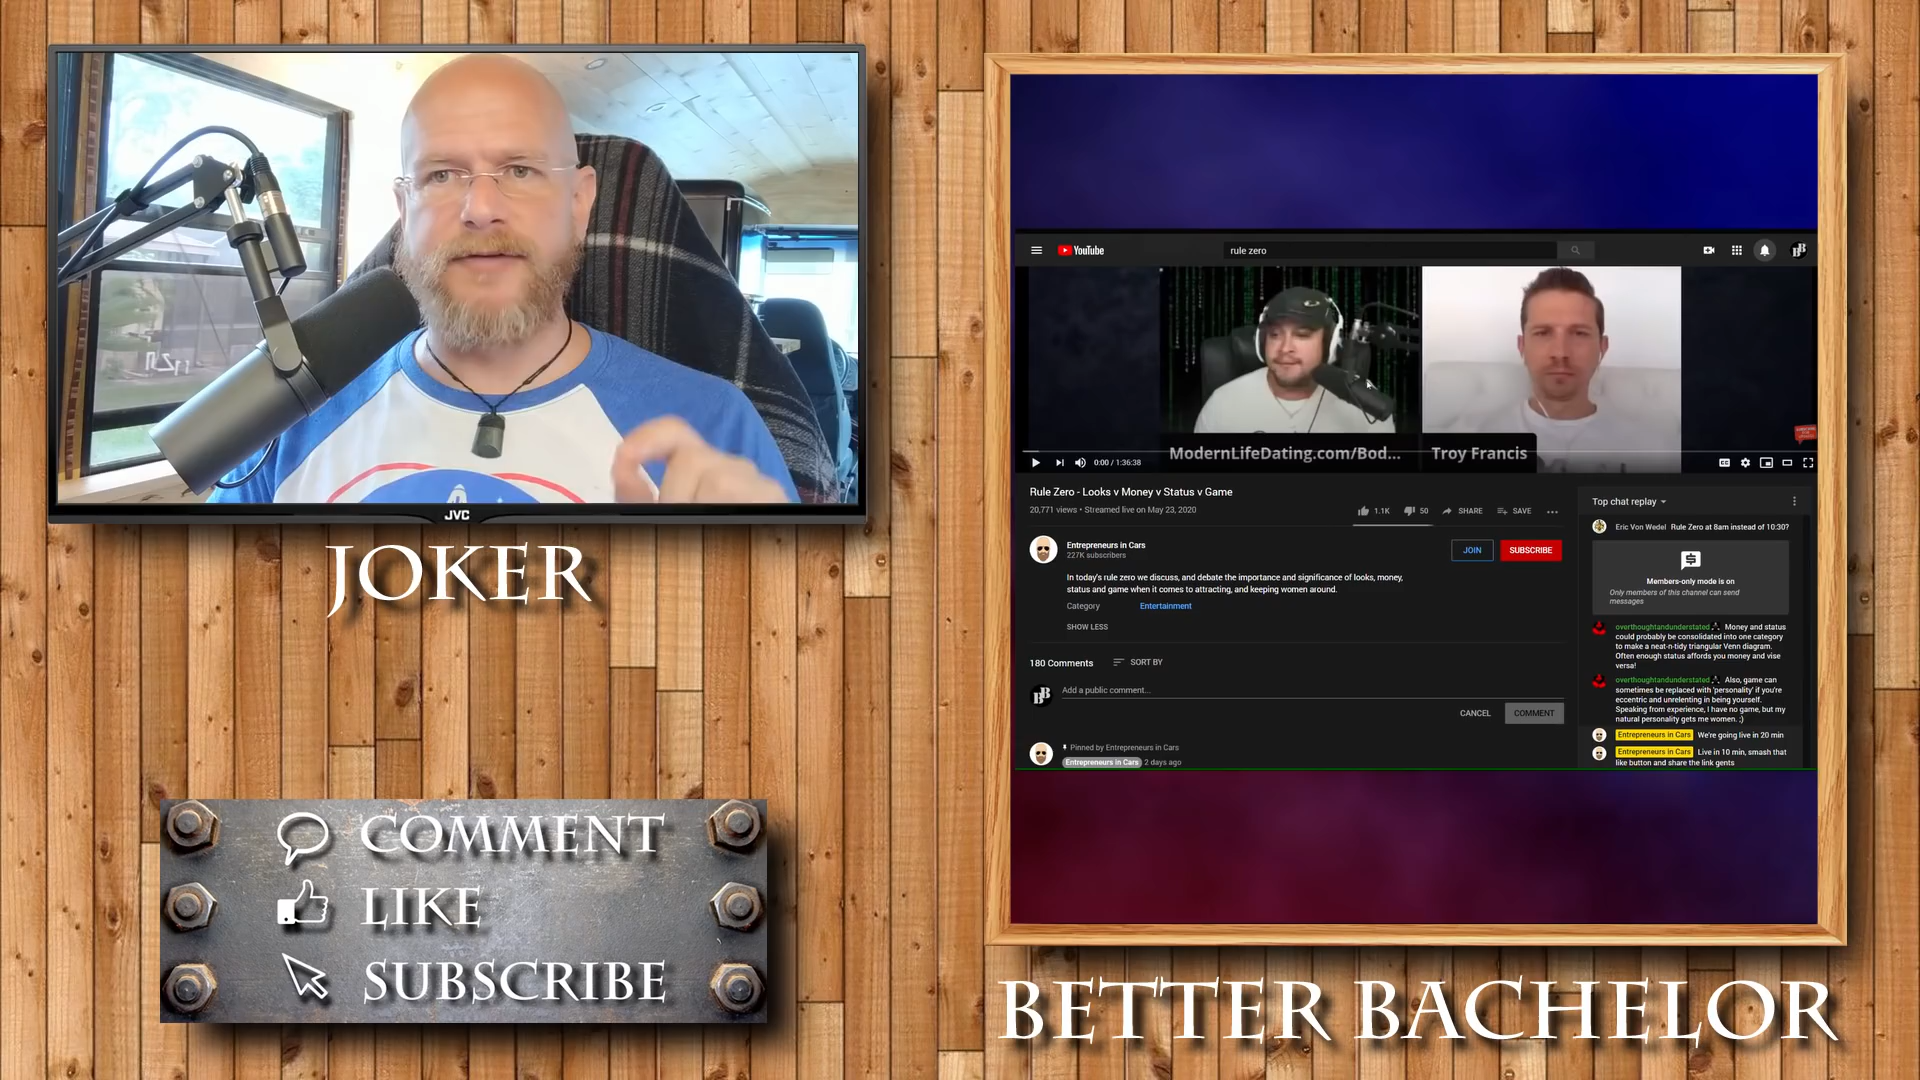 JVC
JOKER
COMMENT
LIKE
SUBSCRIBE
YouTube
rule zero
ModernLifeDating.com/Bod...
Troy Francis
0:00 / 1:36:38
Rule Zero - Looks v Money v Status v Game
20,771 views • Streamed live on May 23, 2020
1.1K
50
SHARE
SAVE
Entrepreneurs in Cars
227K subscribers
JOIN
SUBSCRIBE
In today's rule zero we discuss, and debate the importance and significance of looks, money,
status and game when it comes to attracting, and keeping women around.
Category
Entertainment
SHOW LESS
180 Comments
SORT BY
BB
Add a public comment...
CANCEL
COMMENT
Pinned by Entrepreneurs in Cars
Entrepreneurs in Cars 2 days ago
Top chat replay
Eric Von Wedel Rule Zero at 8am instead of 10:30?
Members-only mode is on
Only members of this channel can send
messages
overthoughtandunderstated Money and status
could probably be consolidated into one category
to make a neat-n-tidy triangular Venn diagram.
Often enough status affords you money and vise
versa!
overthoughtandunderstated Also, game can
sometimes be replaced with 'personality' if you're
eccentric and unrelenting in being yourself.
Speaking from experience, I have no game, but my
natural personality gets me women. ;)
Entrepreneurs in Cars We're going live in 20 min
Entrepreneurs in Cars Live in 10 min, smash that
like button and share the link gents
BETTER BACHELOR